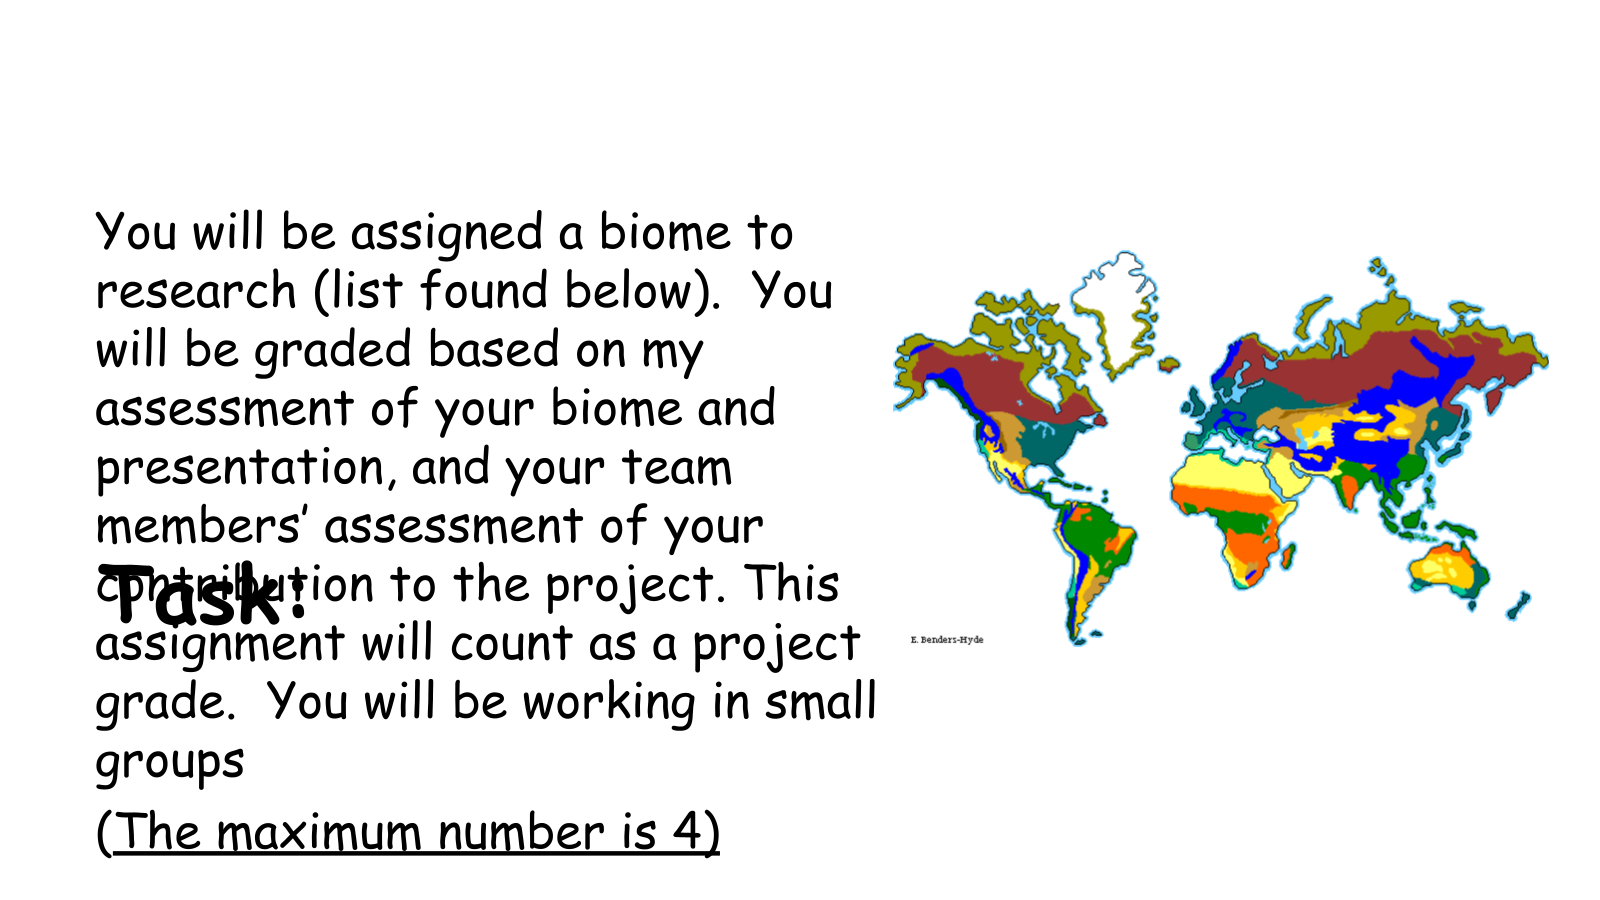 Task:
You will be assigned a biome to
research (list found below).  You
will be graded based on my
assessment of your biome and
presentation, and your team
members’ assessment of your
contribution to the project. This
assignment will count as a project
grade.  You will be working in small
groups
(The maximum number is 4)
E. Benders-Hyde